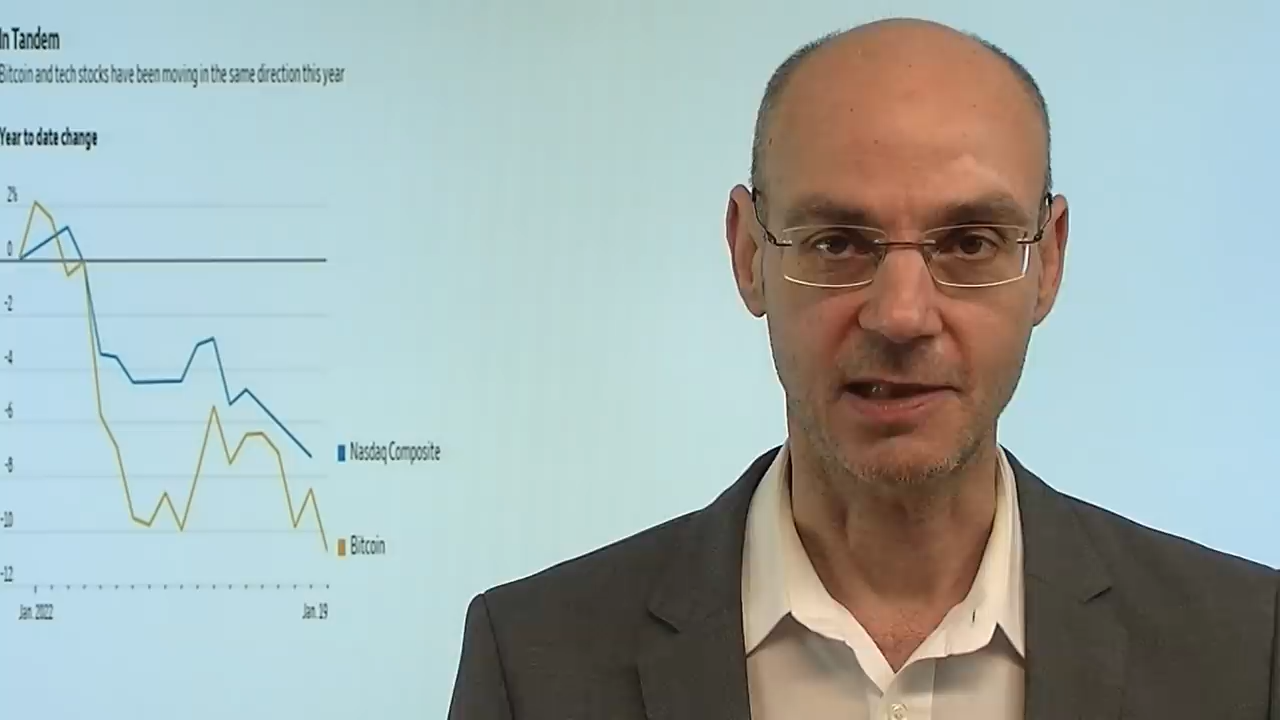 In Tandem
Bitcoin and tech stocks have been moving in the same direction this year
Year to date change
2%
0
-2
-4
-6
-8
-10
-12
Nasdaq Composite
Bitcoin
Jan. 2022
Jan. 19